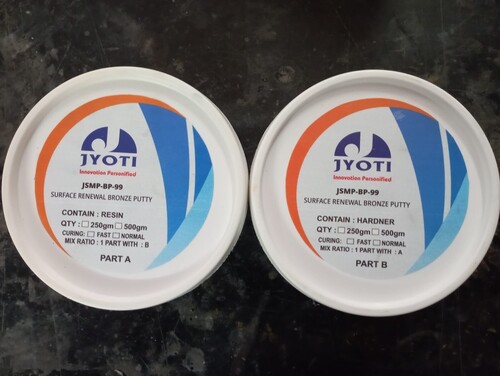 JYOTI
Innovation Personified
JSMP-BP-99
SURFACE RENEWAL BRONZE PUTTY
CONTAIN : RESIN
QTY : 250gm 500gm
CURING: FAST NORMAL
MIX RATIO : 1 PART WITH : B
PART A
JYOTI
Innovation Personified
JSMP-BP-99
SURFACE RENEWAL BRONZE PUTTY
CONTAIN : HARDNER
QTY : 250gm 500gm
CURING: FAST NORMAL
MIX RATIO : 1 PART WITH : A
PART B